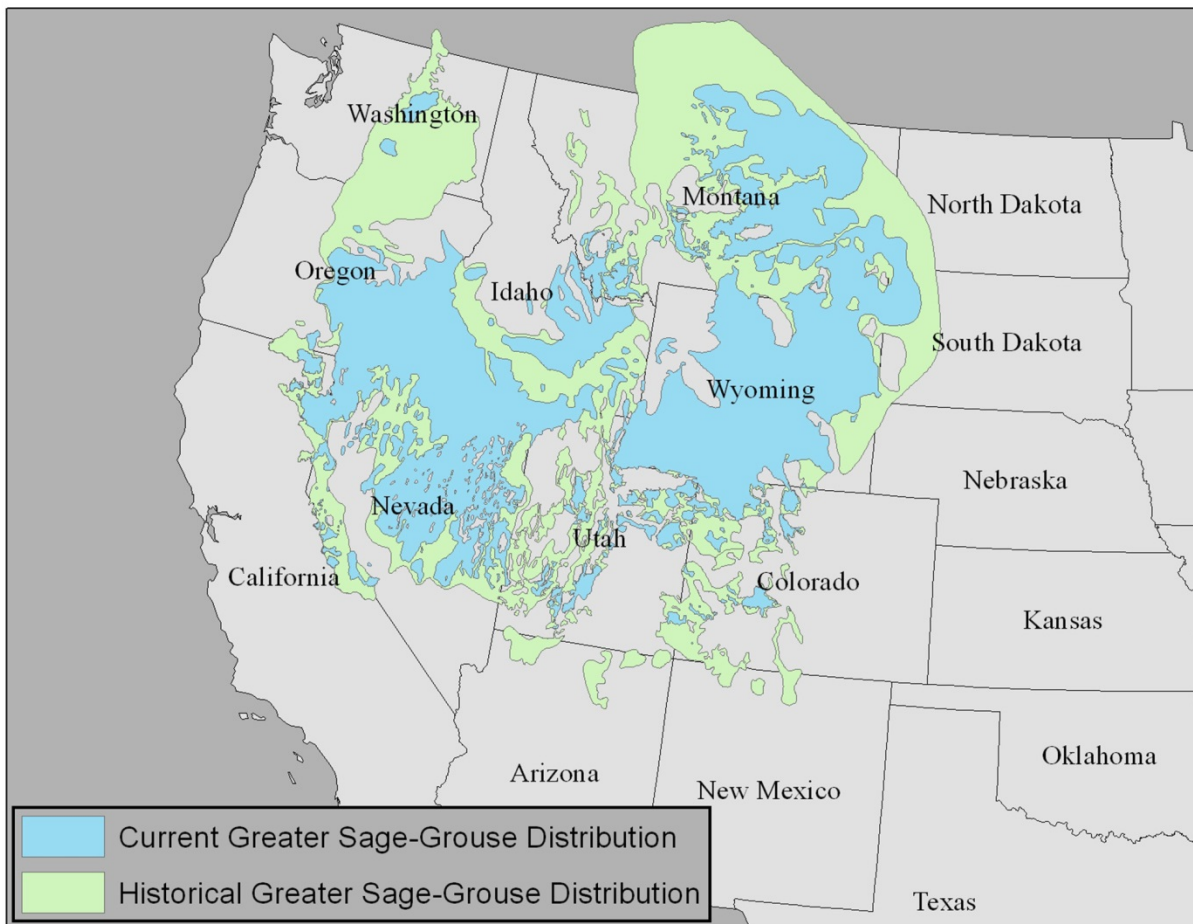 Washington
Montana
North Dakota
Oregon
Idaho
South Dakota
Wyoming
Nebraska
Nevada
Utah
California
Colorado
Kansas
Arizona
New Mexico
Oklahoma
Texas
Current Greater Sage-Grouse Distribution
Historical Greater Sage-Grouse Distribution